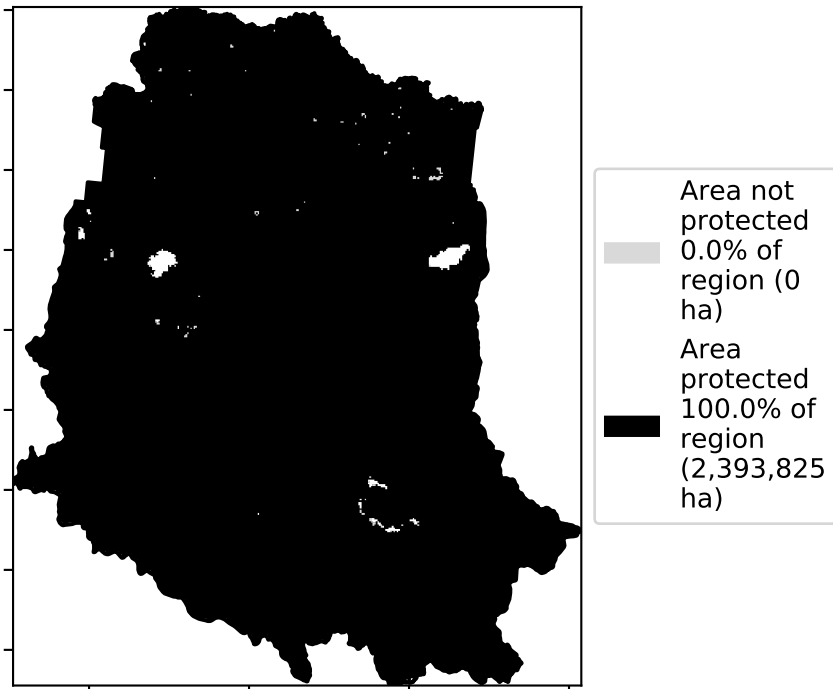 Area not
protected
0.0% of
region (0
ha)
Area
protected
100.0% of
region
(2,393,825
ha)